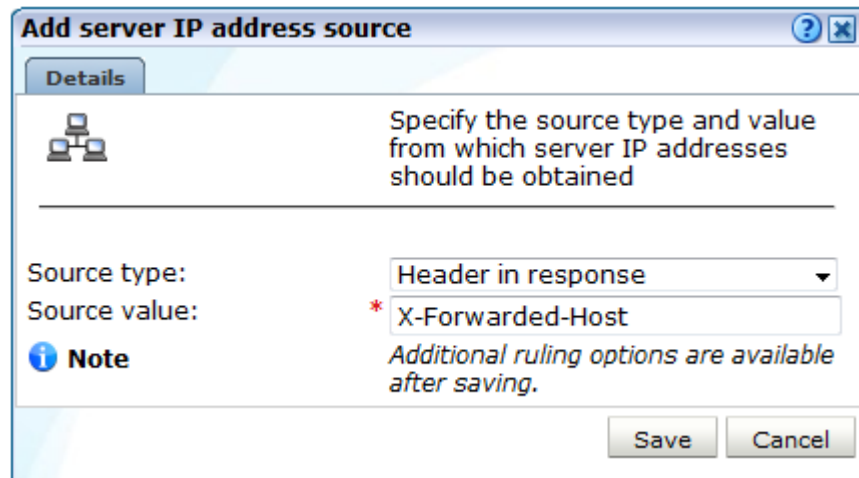 Add server IP address source
Details
Specify the source type and value
from which server IP addresses
should be obtained
Source type: Header in response
Source value: * X-Forwarded-Host
Note Additional ruling options are available
after saving.
Save Cancel